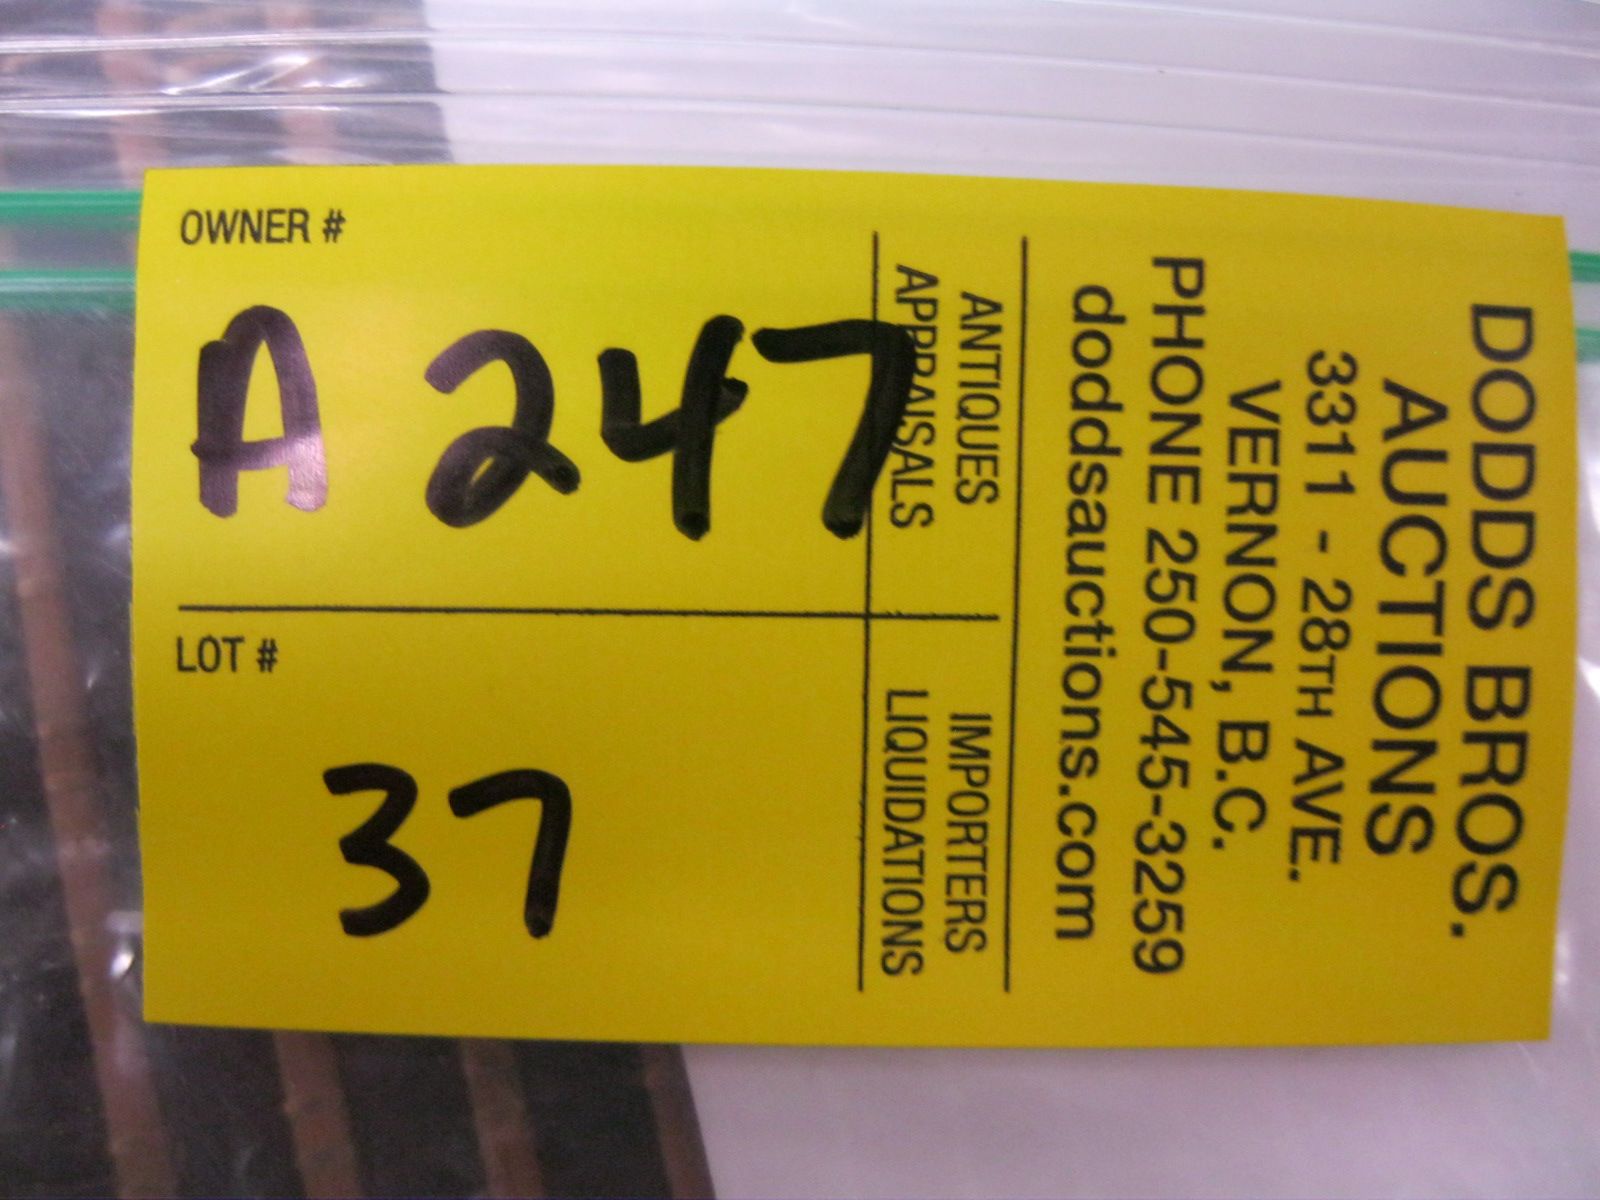 DODDS BROS.
AUCTIONS
3311 - 28TH AVE.
VERNON, B.C.
PHONE 250-545-3259
doddsauctions.com
ANTIQUES
APPRAISALS
IMPORTERS
LIQUIDATIONS
OWNER #
A 247
LOT #
37